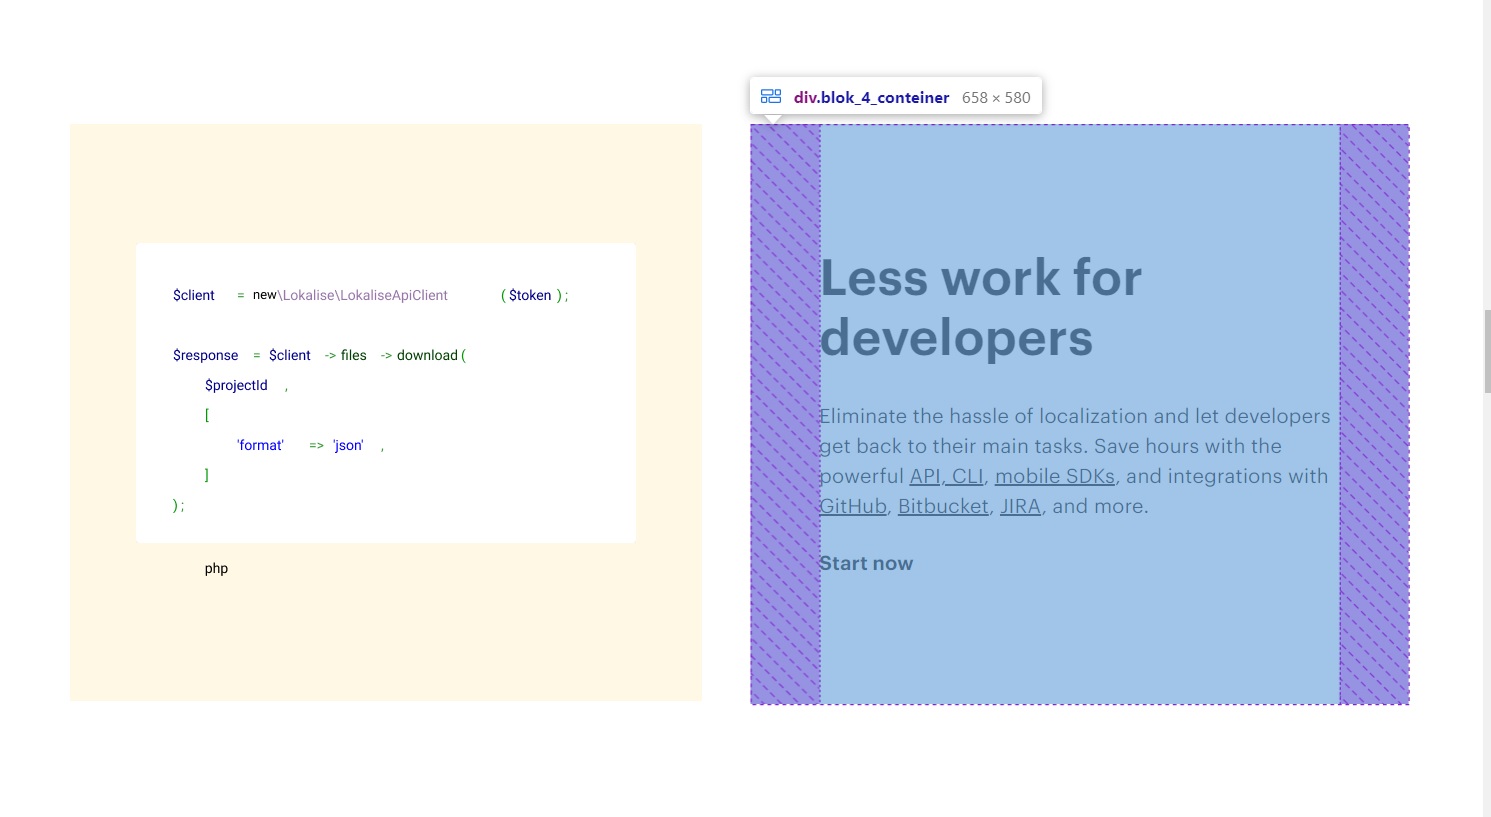 div.blok_4_conteiner 658 × 580
$client = new\Lokalise\LokaliseApiClient ( $token ) ;
$response = $client -> files -> download (
$projectId ,
[
'format' => 'json' ,
]
) ;
php
Less work for
developers
Eliminate the hassle of localization and let developers
get back to their main tasks. Save hours with the
powerful API, CLI, mobile SDKs, and integrations with
GitHub, Bitbucket, JIRA, and more.
Start now